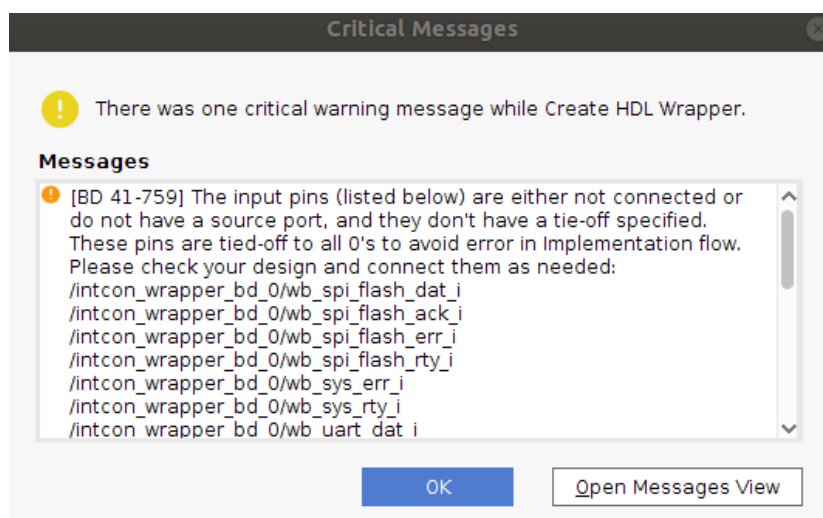 Critical Messages
There was one critical warning message while Create HDL Wrapper.
Messages
[BD 41-759] The input pins (listed below) are either not connected or
do not have a source port, and they don't have a tie-off specified.
These pins are tied-off to all 0's to avoid error in Implementation flow.
Please check your design and connect them as needed:
/intcon_wrapper_bd_0/wb_spi_flash_dat_i
/intcon_wrapper_bd_0/wb_spi_flash_ack_i
/intcon_wrapper_bd_0/wb_spi_flash_err_i
/intcon_wrapper_bd_0/wb_spi_flash_rty_i
/intcon_wrapper_bd_0/wb_sys_err_i
/intcon_wrapper_bd_0/wb_sys_rty_i
/intcon_wrapper_bd_0/wb_uart_dat_i
OK
Open Messages View